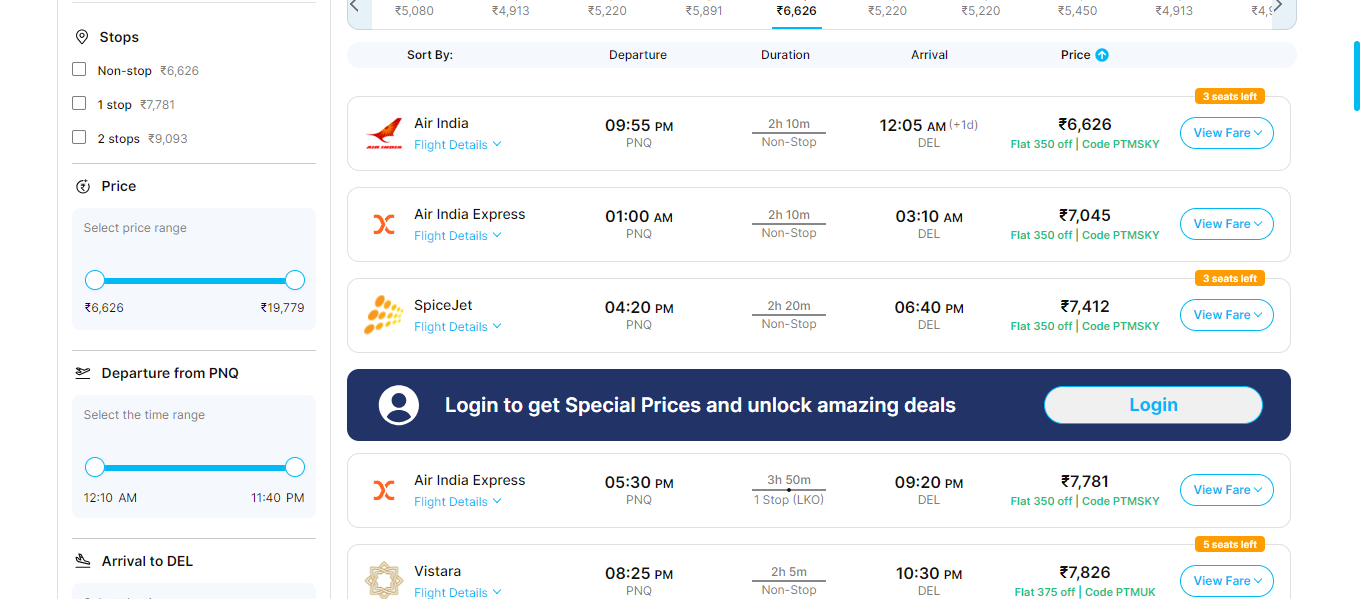 ₹5,080 ₹4,913 ₹5,220 ₹5,891 ₹6,626 ₹5,220 ₹5,220 ₹5,450 ₹4,913
Stops
Non-stop ₹6,626
1 stop ₹7,781
2 stops ₹9,093
Price
Select price range
₹6,626 ₹19,779
Departure from PNQ
Select the time range
12:10 AM 11:40 PM
Arrival to DEL
Sort By: Departure Duration Arrival Price
3 seats left
Air India 09:55 PM 2h 10m 12:05 AM (+1d) ₹6,626 View Fare
AIR INDIA
Flight Details PNQ Non-Stop DEL Flat 350 off | Code PTMSKY
Air India Express 01:00 AM 2h 10m 03:10 AM ₹7,045 View Fare
Flight Details PNQ Non-Stop DEL Flat 350 off | Code PTMSKY
3 seats left
SpiceJet 04:20 PM 2h 20m 06:40 PM ₹7,412 View Fare
Flight Details PNQ Non-Stop DEL Flat 350 off | Code PTMSKY
Login to get Special Prices and unlock amazing deals Login
Air India Express 05:30 PM 3h 50m 09:20 PM ₹7,781 View Fare
Flight Details PNQ 1 Stop (LKO) DEL Flat 350 off | Code PTMSKY
5 seats left
Vistara 08:25 PM 2h 5m 10:30 PM ₹7,826 View Fare
Flight Details PNQ Non-Stop DEL Flat 375 off | Code PTMUK